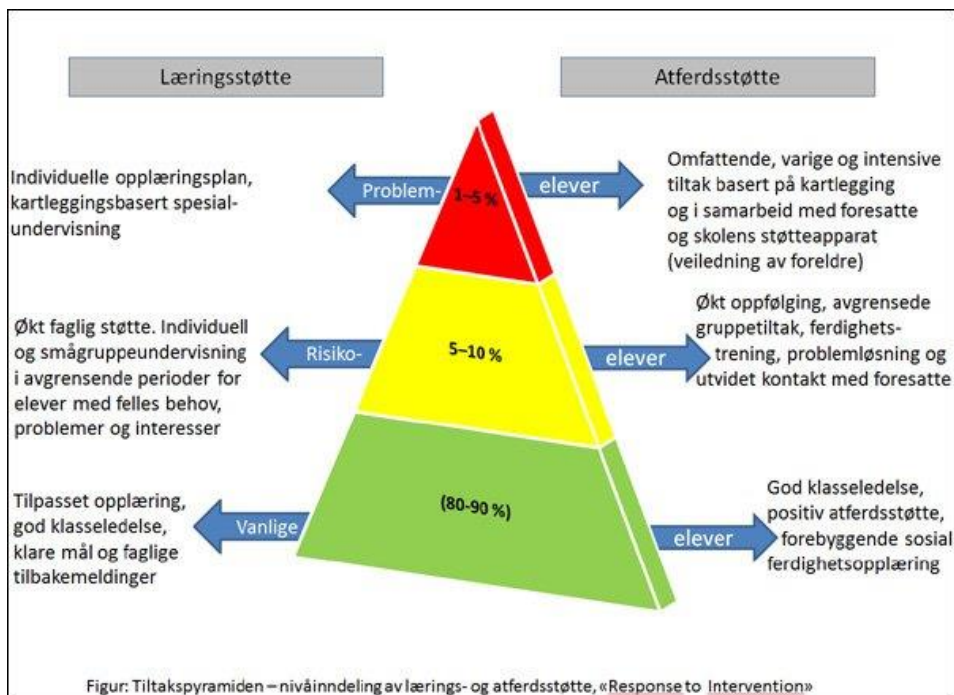 Læringsstøtte
Atferdsstøtte
Individuelle opplæringsplan,
kartleggingsbasert spesial-
undervisning
Problem-
1–5 %
elever
Omfattende, varige og intensive
tiltak basert på kartlegging
og i samarbeid med foresatte
og skolens støtteapparat
(veiledning av foreldre)
Økt faglig støtte. Individuell
og smågruppeundervisning
i avgrensende perioder for
elever med felles behov,
problemer og interesser
Risiko-
5–10 %
elever
Økt oppfølging, avgrensede
gruppetiltak, ferdighets-
trening, problemløsning og
utvidet kontakt med foresatte
Tilpasset opplæring,
god klasseledelse,
klare mål og faglige
tilbakemeldinger
Vanlige
(80-90 %)
elever
God klasseledelse,
positiv atferdsstøtte,
forebyggende sosial
ferdighetsopplæring
Figur: Tiltakspyramiden – nivåinndeling av lærings- og atferdsstøtte, «Response to Intervention»